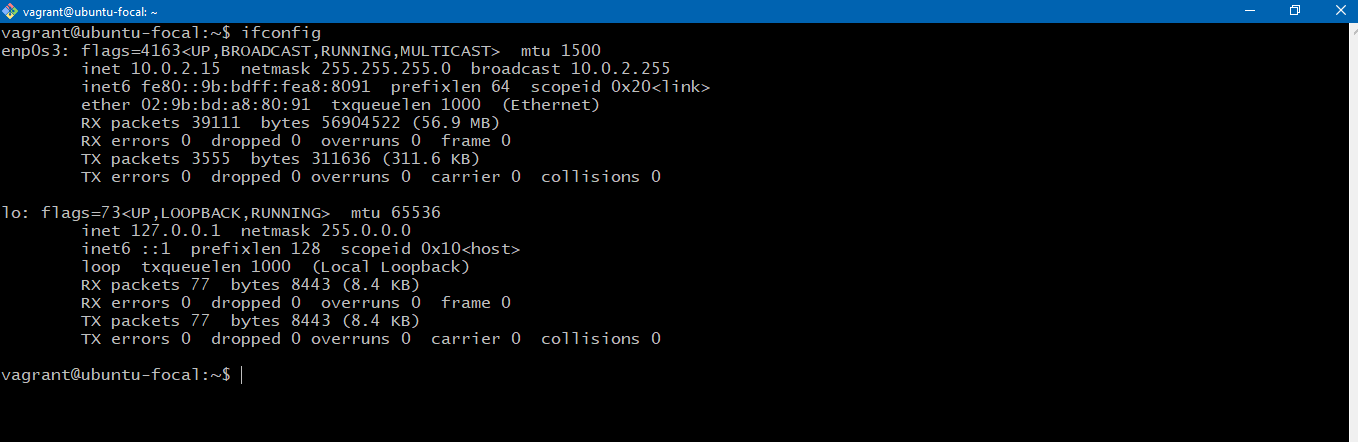 vagrant@ubuntu-focal: ~
vagrant@ubuntu-focal:~$ ifconfig
enp0s3: flags=4163<UP,BROADCAST,RUNNING,MULTICAST>  mtu 1500
        inet 10.0.2.15  netmask 255.255.255.0  broadcast 10.0.2.255
        inet6 fe80::9b:bdff:fea8:8091  prefixlen 64  scopeid 0x20<link>
        ether 02:9b:bd:a8:80:91  txqueuelen 1000  (Ethernet)
        RX packets 39111  bytes 56904522 (56.9 MB)
        RX errors 0  dropped 0  overruns 0  frame 0
        TX packets 3555  bytes 311636 (311.6 KB)
        TX errors 0  dropped 0 overruns 0  carrier 0  collisions 0

lo: flags=73<UP,LOOPBACK,RUNNING>  mtu 65536
        inet 127.0.0.1  netmask 255.0.0.0
        inet6 ::1  prefixlen 128  scopeid 0x10<host>
        loop  txqueuelen 1000  (Local Loopback)
        RX packets 77  bytes 8443 (8.4 KB)
        RX errors 0  dropped 0  overruns 0  frame 0
        TX packets 77  bytes 8443 (8.4 KB)
        TX errors 0  dropped 0 overruns 0  carrier 0  collisions 0

vagrant@ubuntu-focal:~$